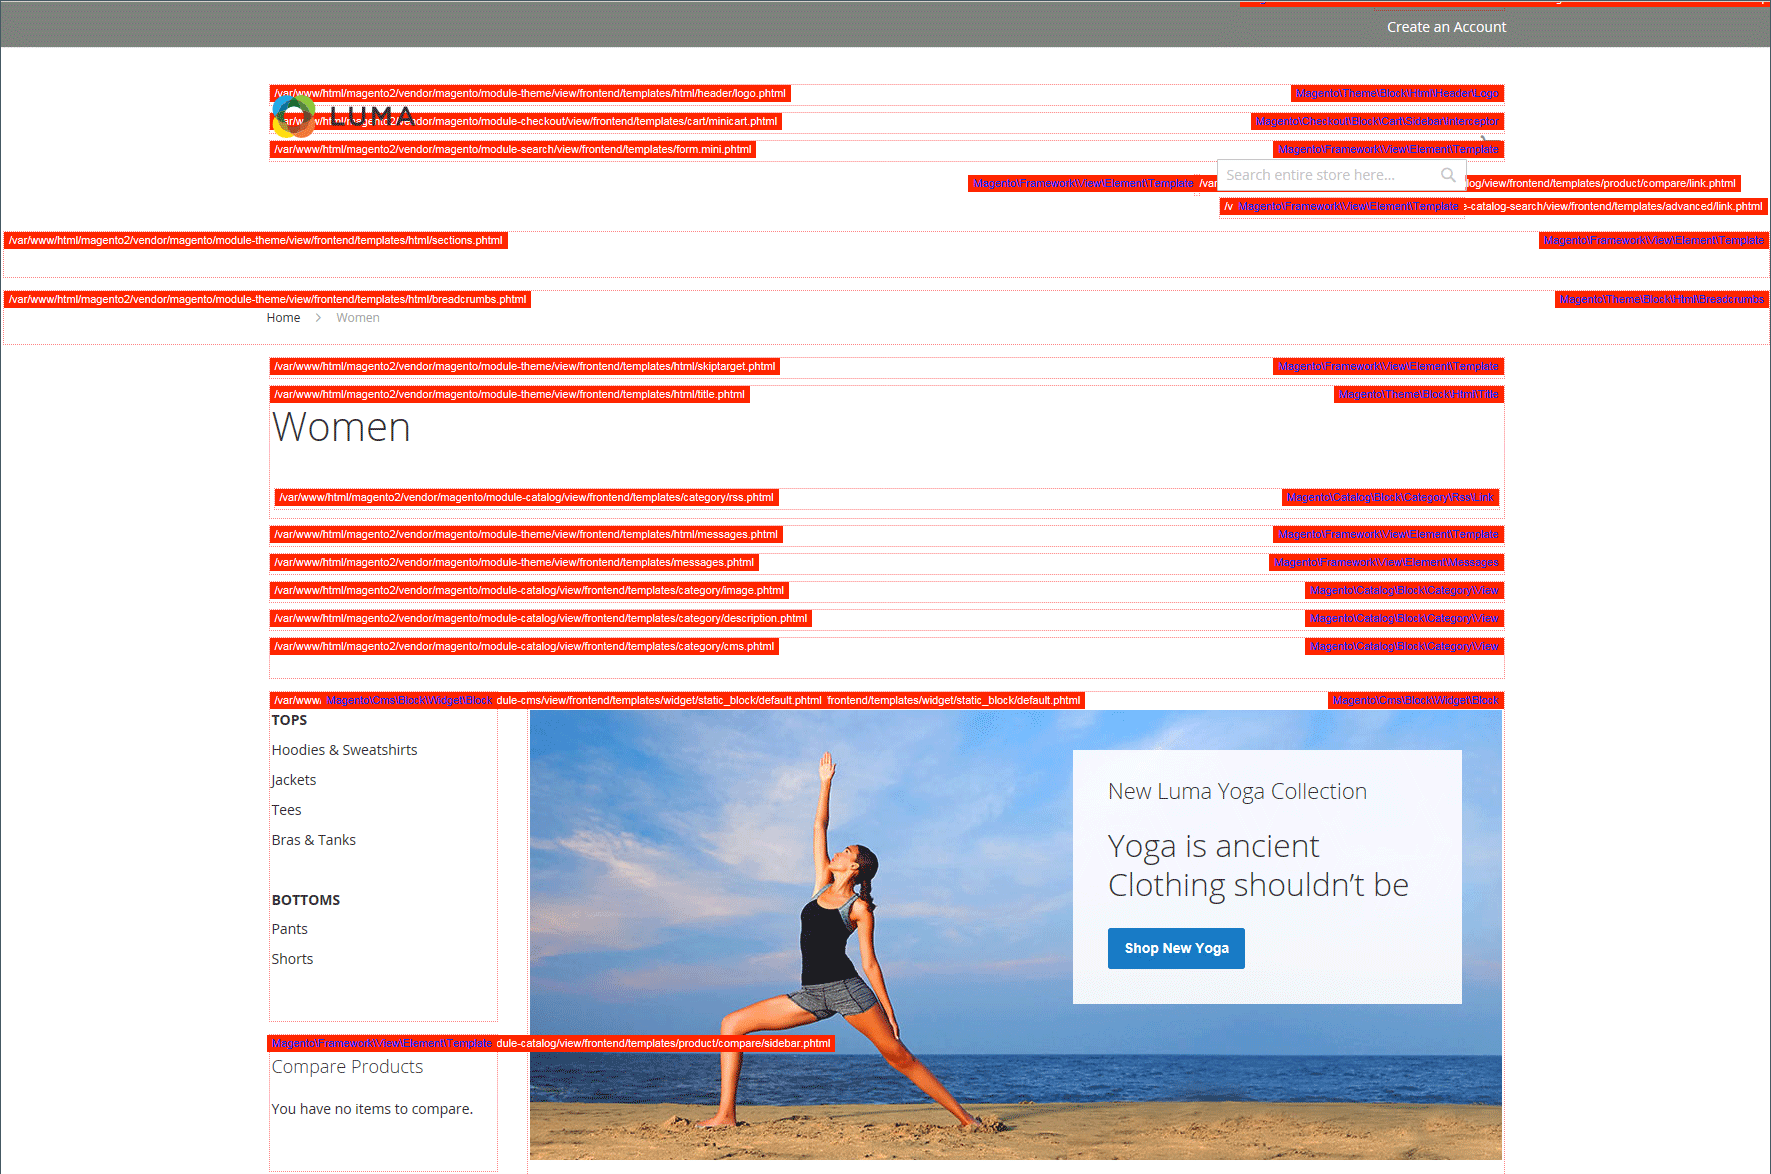 Create an Account
/var/www/html/magento2/vendor/magento/module-theme/view/frontend/templates/html/header/logo.phtml
Magento\Theme\Block\Html\Header\Logo
LUMA
/var/www/html/magento2/vendor/magento/module-checkout/view/frontend/templates/cart/minicart.phtml
Magento\Checkout\Block\Cart\Sidebar\Interceptor
/var/www/html/magento2/vendor/magento/module-search/view/frontend/templates/form.mini.phtml
Magento\Framework\View\Element\Template
Search entire store here...
Magento\Framework\View\Element\Template /var
log/view/frontend/templates/product/compare/link.phtml
/v Magento\Framework\View\Element\Template e-catalog-search/view/frontend/templates/advanced/link.phtml
/var/www/html/magento2/vendor/magento/module-theme/view/frontend/templates/html/sections.phtml
Magento\Framework\View\Element\Template
/var/www/html/magento2/vendor/magento/module-theme/view/frontend/templates/html/breadcrumbs.phtml
Magento\Theme\Block\Html\Breadcrumbs
Home > Women
/var/www/html/magento2/vendor/magento/module-theme/view/frontend/templates/html/skiptarget.phtml
Magento\Framework\View\Element\Template
/var/www/html/magento2/vendor/magento/module-theme/view/frontend/templates/html/title.phtml
Magento\Theme\Block\Html\Title
Women
/var/www/html/magento2/vendor/magento/module-catalog/view/frontend/templates/category/rss.phtml
Magento\Catalog\Block\Category\Rss\Link
/var/www/html/magento2/vendor/magento/module-theme/view/frontend/templates/html/messages.phtml
Magento\Framework\View\Element\Template
/var/www/html/magento2/vendor/magento/module-theme/view/frontend/templates/messages.phtml
Magento\Framework\View\Element\Messages
/var/www/html/magento2/vendor/magento/module-catalog/view/frontend/templates/category/image.phtml
Magento\Catalog\Block\Category\View
/var/www/html/magento2/vendor/magento/module-catalog/view/frontend/templates/category/description.phtml
Magento\Catalog\Block\Category\View
/var/www/html/magento2/vendor/magento/module-catalog/view/frontend/templates/category/cms.phtml
Magento\Catalog\Block\Category\View
/var/www Magento\Cms\Block\Widget\Block dule-cms/view/frontend/templates/widget/static_block/default.phtml frontend/templates/widget/static_block/default.phtml
Magento\Cms\Block\Widget\Block
TOPS
Hoodies & Sweatshirts
Jackets
Tees
Bras & Tanks
BOTTOMS
Pants
Shorts
New Luma Yoga Collection
Yoga is ancient
Clothing shouldn't be
Shop New Yoga
Magento\Framework\View\Element\Template dule-catalog/view/frontend/templates/product/compare/sidebar.phtml
Compare Products
You have no items to compare.